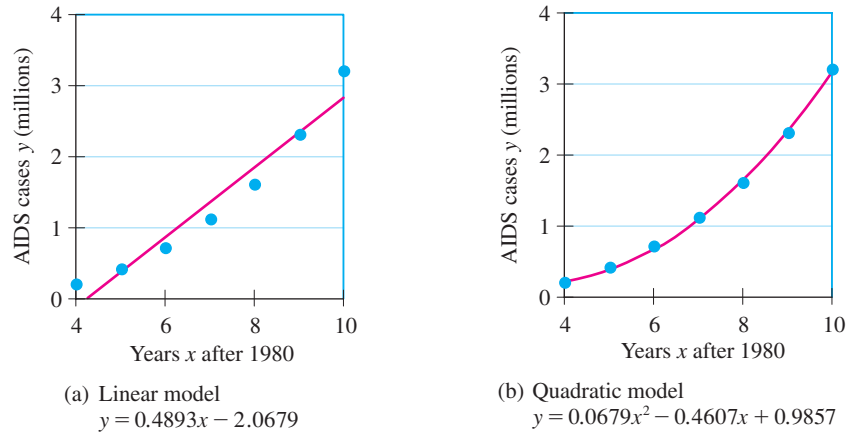 4
3
2
1
0
AIDS cases y (millions)
4 6 8 10
Years x after 1980
(a) Linear model
y = 0.4893x − 2.0679
4
3
2
1
0
AIDS cases y (millions)
4 6 8 10
Years x after 1980
(b) Quadratic model
y = 0.0679x² − 0.4607x + 0.9857